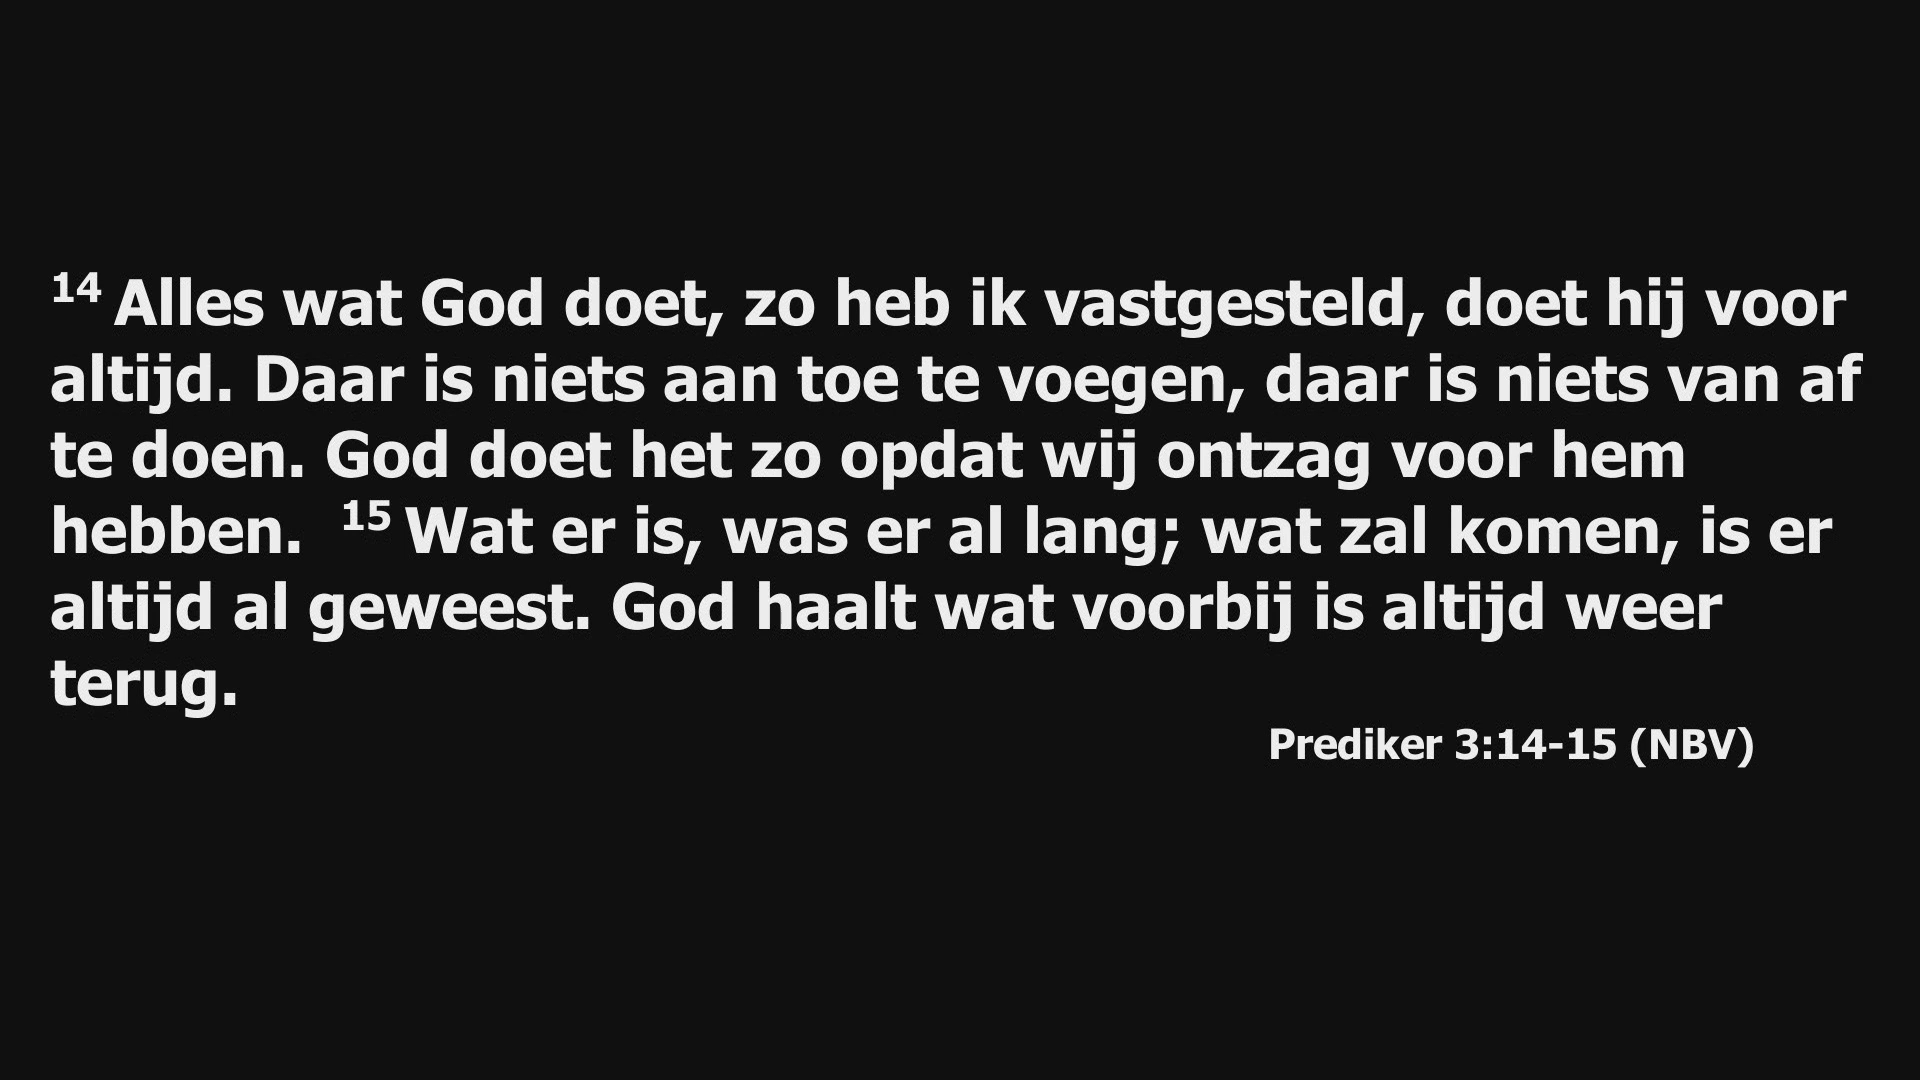 14 Alles wat God doet, zo heb ik vastgesteld, doet hij voor
altijd. Daar is niets aan toe te voegen, daar is niets van af
te doen. God doet het zo opdat wij ontzag voor hem
hebben. 15 Wat er is, was er al lang; wat zal komen, is er
altijd al geweest. God haalt wat voorbij is altijd weer
terug.
Prediker 3:14-15 (NBV)